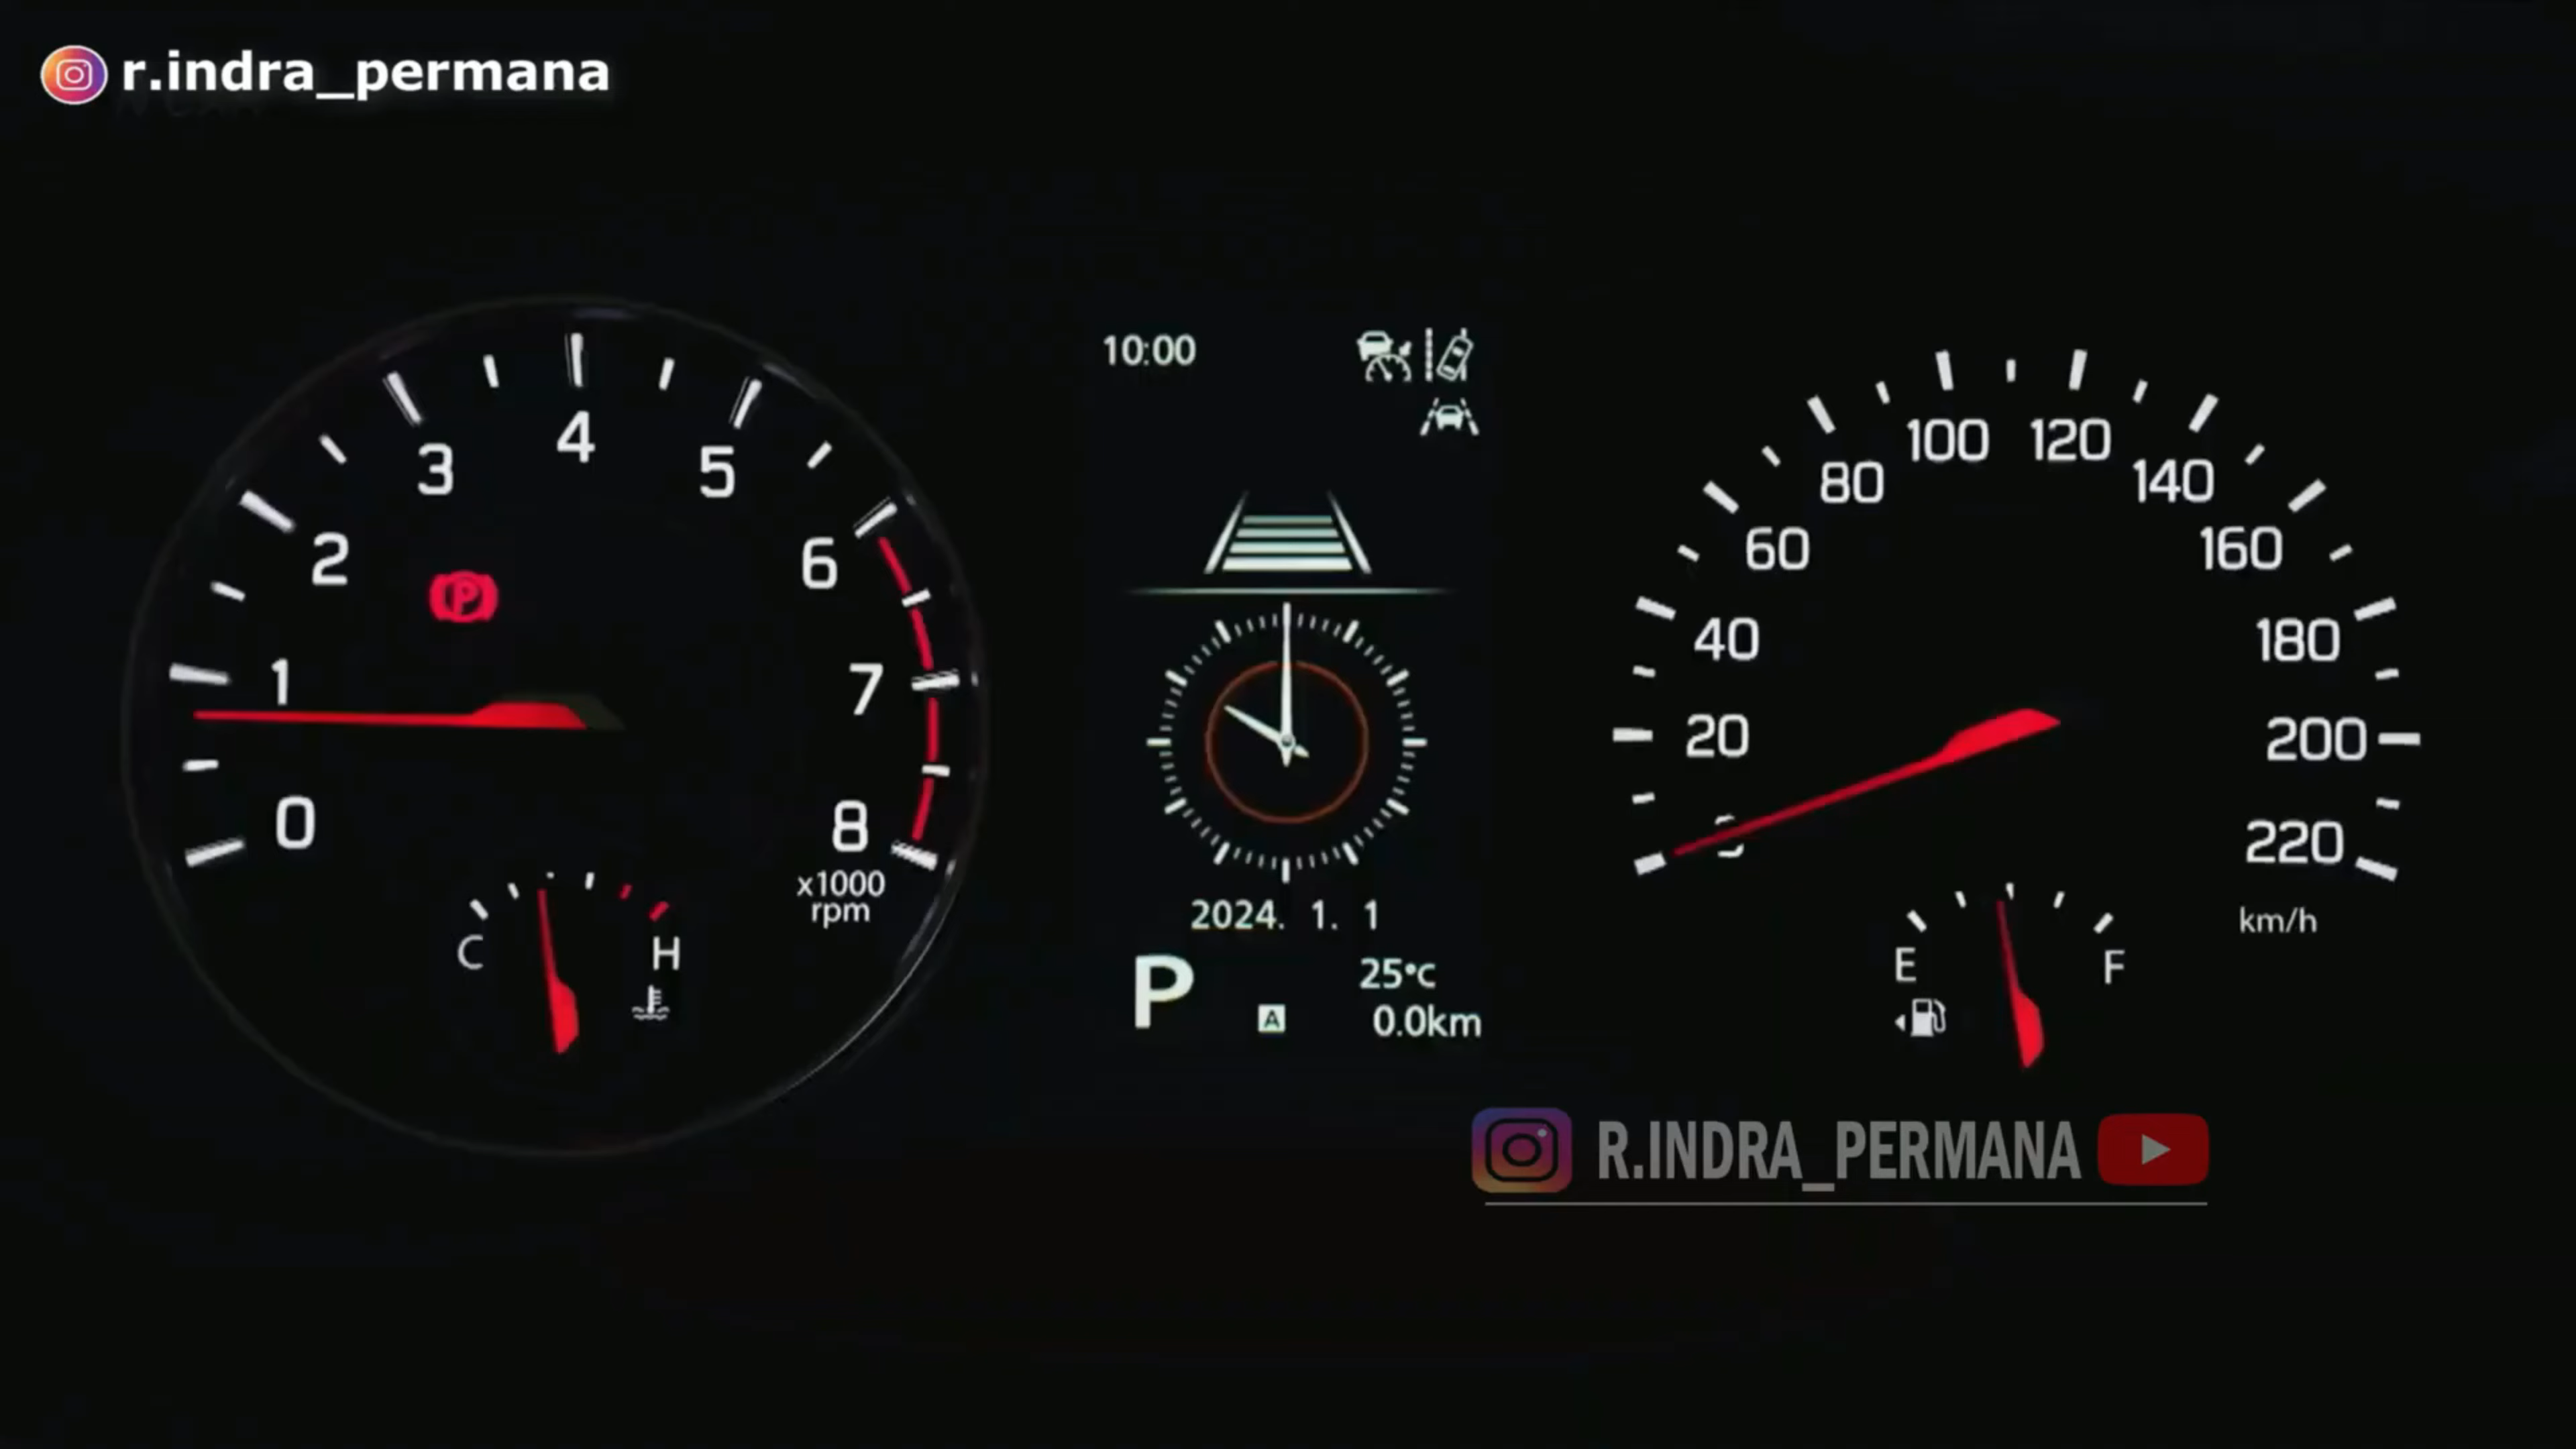 r.indra_permana
0
1
2
3
4
5
6
7
8
x1000
rpm
C
H
10:00
2024. 1. 1
P
A
25°C
0.0km
20
40
60
80
100
120
140
160
180
200
220
km/h
E
F
R.INDRA_PERMANA